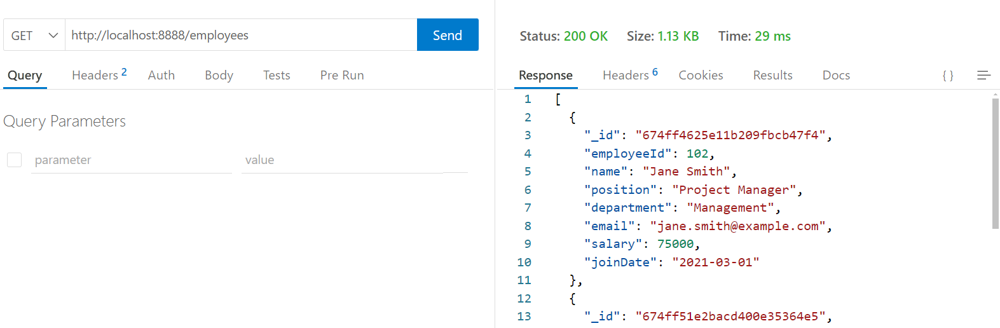 GET http://localhost:8888/employees Send
Query Headers 2 Auth Body Tests Pre Run
Query Parameters
parameter value
Status: 200 OK Size: 1.13 KB Time: 29 ms
Response Headers 6 Cookies Results Docs { }
1 [
2 {
3 "_id": "674ff4625e11b209fbcb47f4",
4 "employeeId": 102,
5 "name": "Jane Smith",
6 "position": "Project Manager",
7 "department": "Management",
8 "email": "jane.smith@example.com",
9 "salary": 75000,
10 "joinDate": "2021-03-01"
11 },
12 {
13 "_id": "674ff51e2bacd400e35364e5",